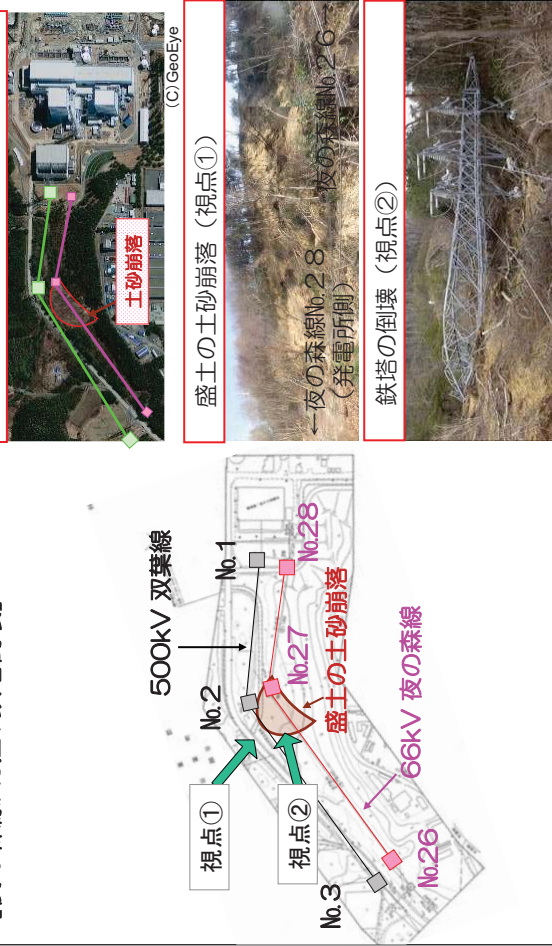 500kV 双葉線
No.1
No.2
No.3
視点①
視点②
No.28
No.27
盛土の土砂崩落
66kV 夜の森線
No.26
土砂崩落
(C) GeoEye
盛土の土砂崩落（視点①）
←夜の森線No.28
（発電所側）
夜の森線No.26→
鉄塔の倒壊（視点②）